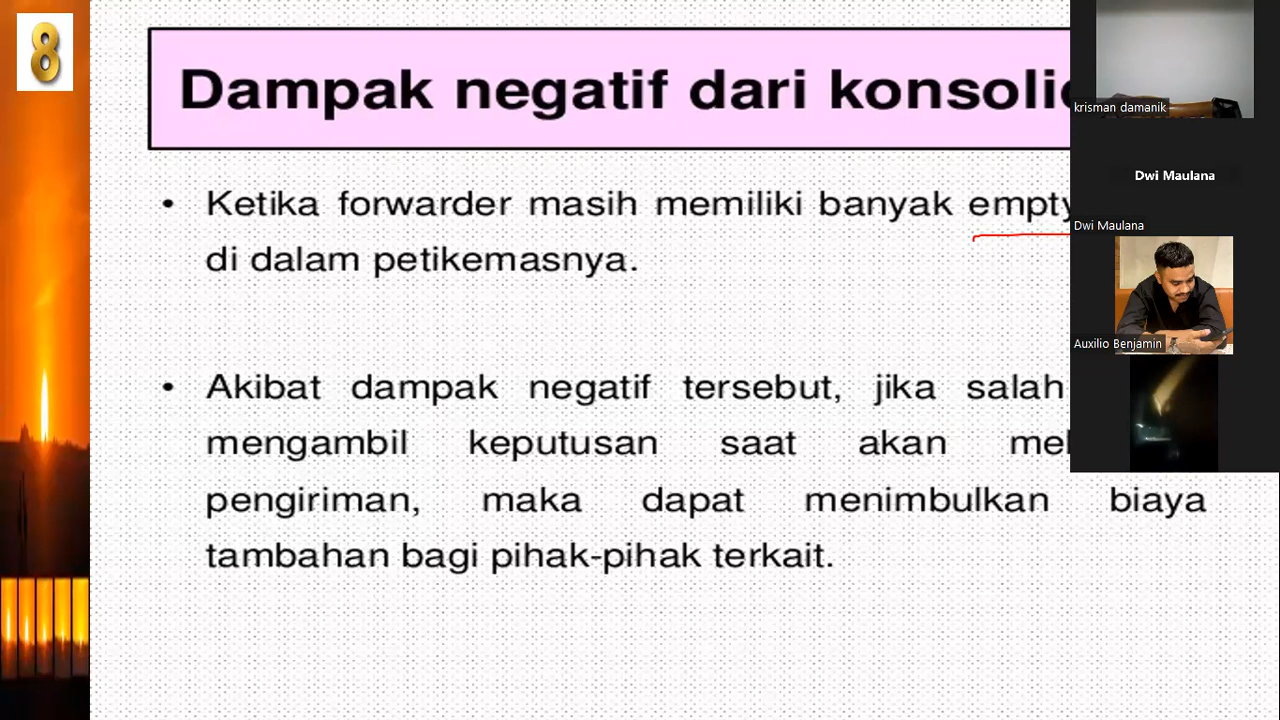 8
Dampak negatif dari konsolid
• Ketika forwarder masih memiliki banyak empty
di dalam petikemasnya.
• Akibat dampak negatif tersebut, jika salah
mengambil keputusan saat akan mel
pengiriman, maka dapat menimbulkan biaya
tambahan bagi pihak-pihak terkait.
krisman damanik
Dwi Maulana
Dwi Maulana
Auxilio Benjamin